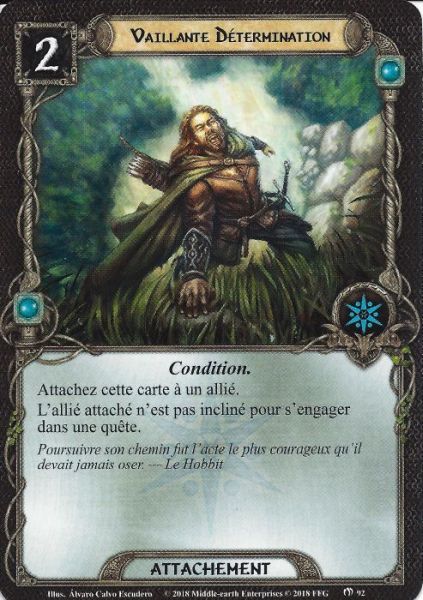 2
Vaillante Détermination
Condition.
Attachez cette carte à un allié.
L'allié attaché n'est pas incliné pour s'engager
dans une quête.
Poursuivre son chemin fut l'acte le plus courageux qu'il
devait jamais oser. — Le Hobbit
ATTACHEMENT
Illus. Álvaro Calvo Escudero © 2018 Middle-earth Enterprises © 2018 FFG 92